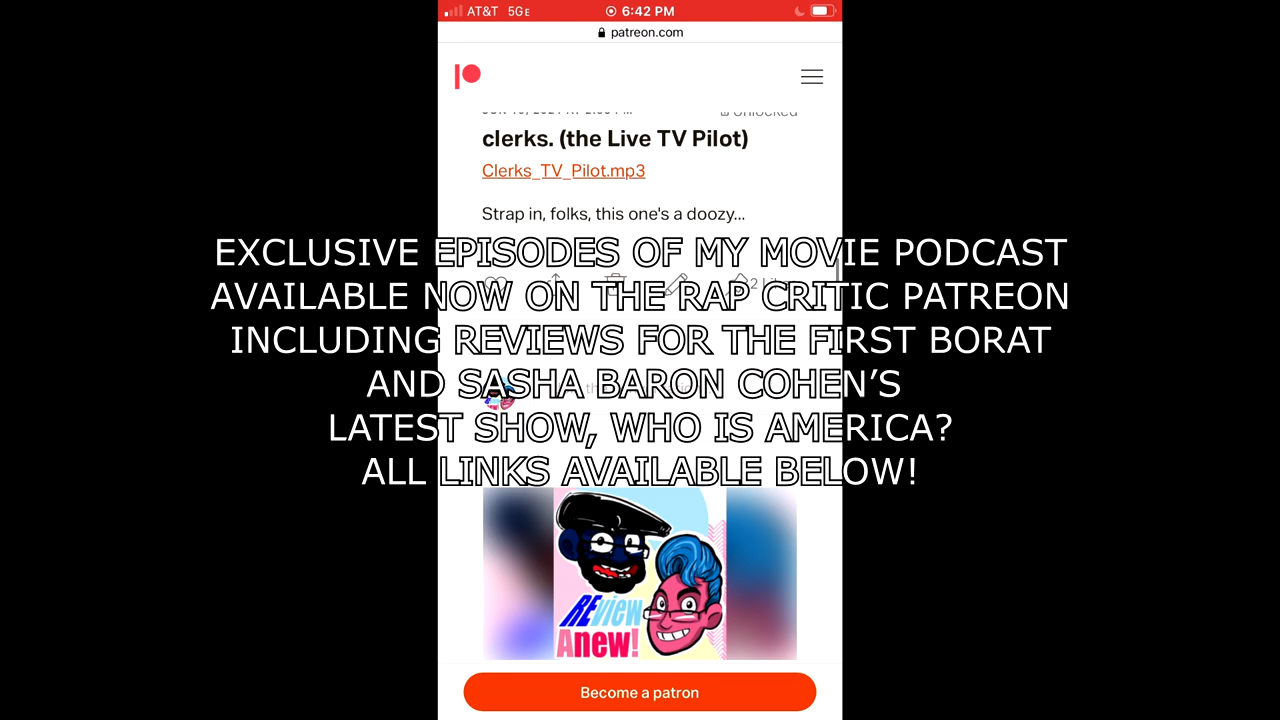 AT&T 5GE 6:42 PM
patreon.com
Unlocked
clerks. (the Live TV Pilot)
Clerks_TV_Pilot.mp3
Strap in, folks, this one's a doozy...
EXCLUSIVE EPISODES OF MY MOVIE PODCAST
AVAILABLE NOW ON THE RAP CRITIC PATREON
INCLUDING REVIEWS FOR THE FIRST BORAT
AND SASHA BARON COHEN’S
LATEST SHOW, WHO IS AMERICA?
ALL LINKS AVAILABLE BELOW!
REview
Anew!
Become a patron